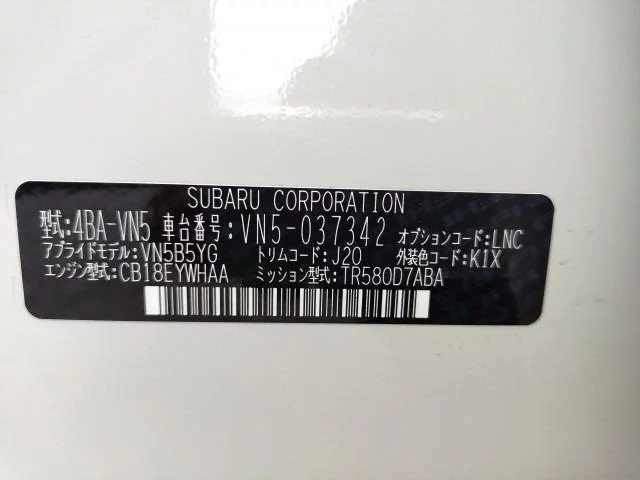 SUBARU CORPORATION
型式:4BA-VN5 車台番号:VN5-037342 オプションコード:LNC
アプライドモデル:VN5B5YG トリムコード:J20 外装色コード:K1X
エンジン型式:CB18EYWHAA ミッション型式:TR580D7ABA